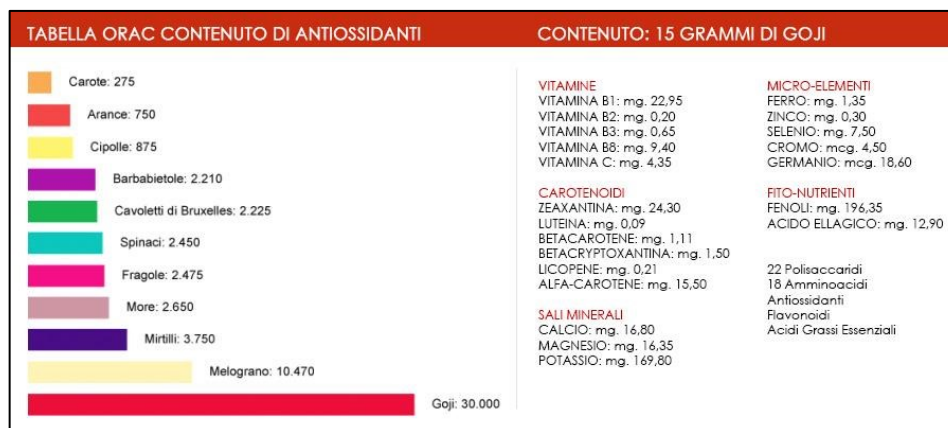 TABELLA ORAC CONTENUTO DI ANTIOSSIDANTI
Carote: 275
Arance: 750
Cipolle: 875
Barbabietole: 2.210
Cavoletti di Bruxelles: 2.225
Spinaci: 2.450
Fragole: 2.475
More: 2.650
Mirtilli: 3.750
Melograno: 10.470
Goji: 30.000
CONTENUTO: 15 GRAMMI DI GOJI
VITAMINE
VITAMINA B1: mg. 22,95
VITAMINA B2: mg. 0,20
VITAMINA B3: mg. 0,65
VITAMINA B8: mg. 9,40
VITAMINA C: mg. 4,35
CAROTENOIDI
ZEAXANTINA: mg. 24,30
LUTEINA: mg. 0,09
BETACAROTENE: mg. 1,11
BETACRYPTOXANTINA: mg. 1,50
LICOPENE: mg. 0,21
ALFA-CAROTENE: mg. 15,50
SALI MINERALI
CALCIO: mg. 16,80
MAGNESIO: mg. 16,35
POTASSIO: mg. 169,80
MICRO-ELEMENTI
FERRO: mg. 1,35
ZINCO: mg. 0,30
SELENIO: mg. 7,50
CROMO: mcg. 4,50
GERMANIO: mcg. 18,60
FITO-NUTRIENTI
FENOLI: mg. 196,35
ACIDO ELLAGICO: mg. 12,90
22 Polisaccaridi
18 Amminoacidi
Antiossidanti
Flavonoidi
Acidi Grassi Essenziali